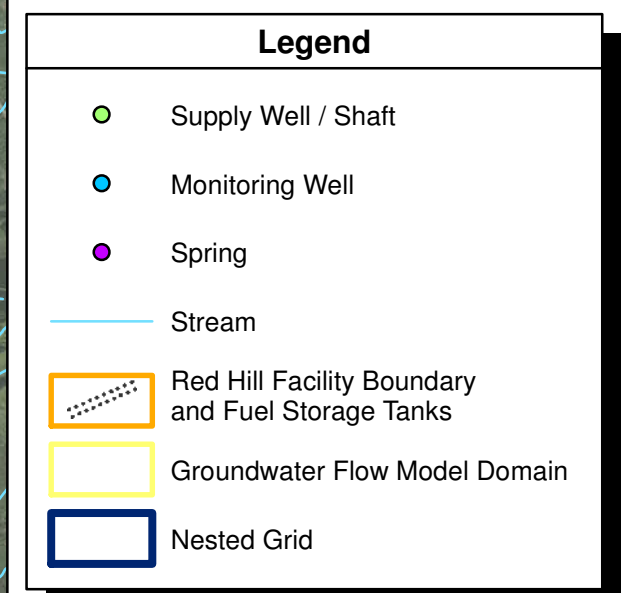 Legend
Supply Well / Shaft
Monitoring Well
Spring
Stream
Red Hill Facility Boundary
and Fuel Storage Tanks
Groundwater Flow Model Domain
Nested Grid